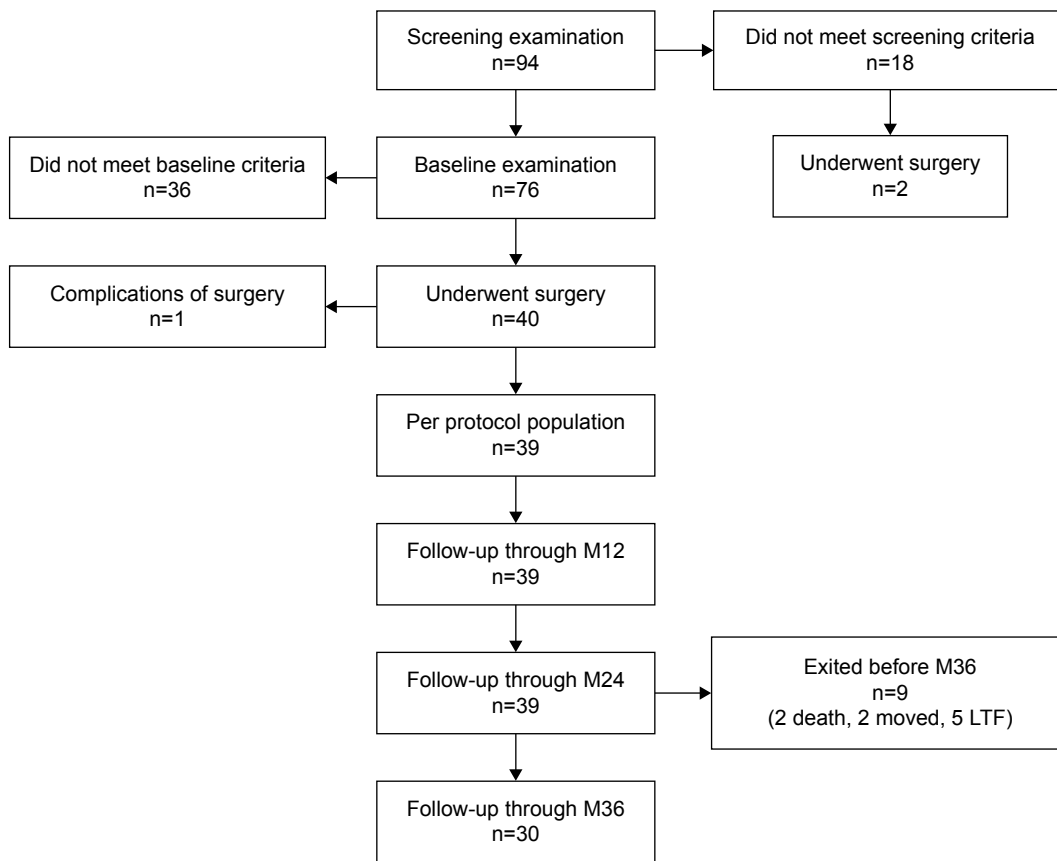 Screening examination
n=94
Did not meet screening criteria
n=18
Did not meet baseline criteria
n=36
Baseline examination
n=76
Underwent surgery
n=2
Complications of surgery
n=1
Underwent surgery
n=40
Per protocol population
n=39
Follow-up through M12
n=39
Follow-up through M24
n=39
Exited before M36
n=9
(2 death, 2 moved, 5 LTF)
Follow-up through M36
n=30